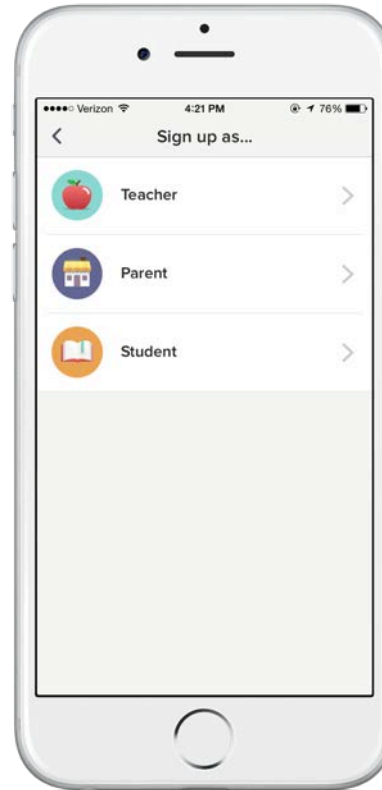 Verizon 4:21 PM 76%
Sign up as...
Teacher
Parent
Student